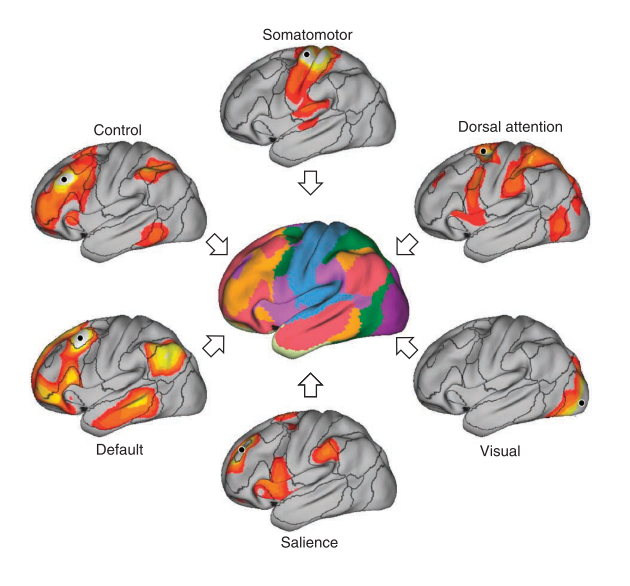 Somatomotor
Control
Dorsal attention
Default
Visual
Salience